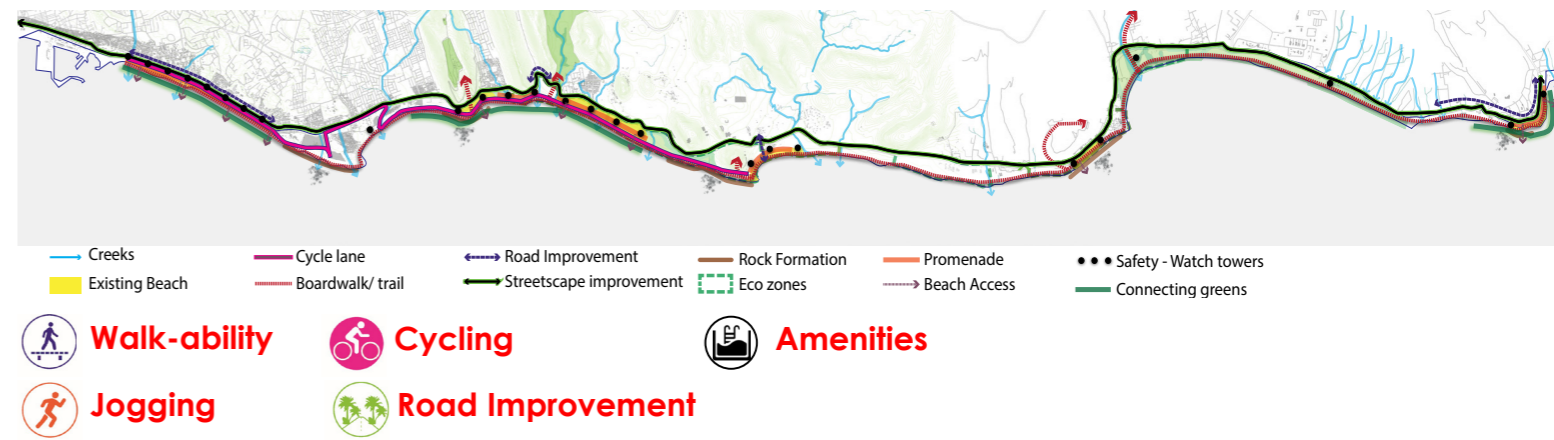 Creeks
Cycle lane
Road Improvement
Rock Formation
Promenade
Safety - Watch towers
Existing Beach
Boardwalk/ trail
Streetscape improvement
Eco zones
Beach Access
Connecting greens
Walk-ability
Cycling
Amenities
Jogging
Road Improvement